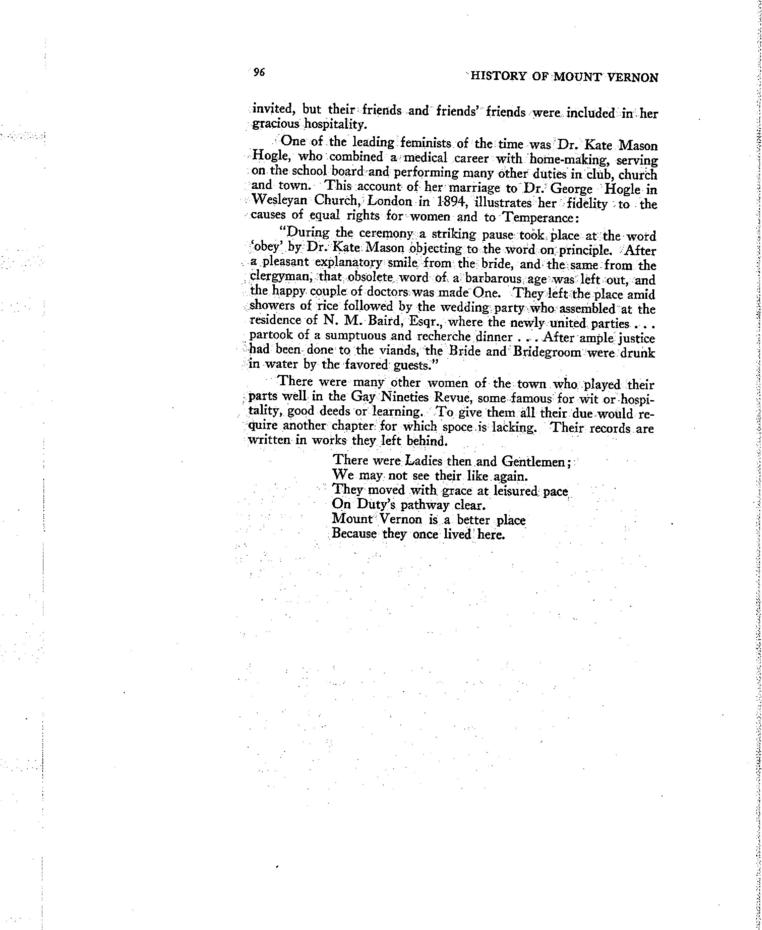 96 HISTORY OF MOUNT VERNON
invited, but their friends and friends' friends were included in her
gracious hospitality.
One of the leading feminists of the time was Dr. Kate Mason
Hogle, who combined a medical career with home-making, serving
on the school board and performing many other duties in club, church
and town. This account of her marriage to Dr. George Hogle in
Wesleyan Church, London in 1894, illustrates her fidelity to the
causes of equal rights for women and to Temperance:
"During the ceremony a striking pause took place at the word
'obey' by Dr. Kate Mason objecting to the word on principle. After
a pleasant explanatory smile from the bride, and the same from the
clergyman, that obsolete word of a barbarous age was left out, and
the happy couple of doctors was made One. They left the place amid
showers of rice followed by the wedding party who assembled at the
residence of N. M. Baird, Esqr., where the newly united parties . . .
partook of a sumptuous and recherche dinner . . . After ample justice
had been done to the viands, the Bride and Bridegroom were drunk
in water by the favored guests."
There were many other women of the town who played their
parts well in the Gay Nineties Revue, some famous for wit or hospi-
tality, good deeds or learning. To give them all their due would re-
quire another chapter for which spoce is lacking. Their records are
written in works they left behind.
There were Ladies then and Gentlemen;
We may not see their like again.
They moved with grace at leisured pace
On Duty's pathway clear.
Mount Vernon is a better place
Because they once lived here.